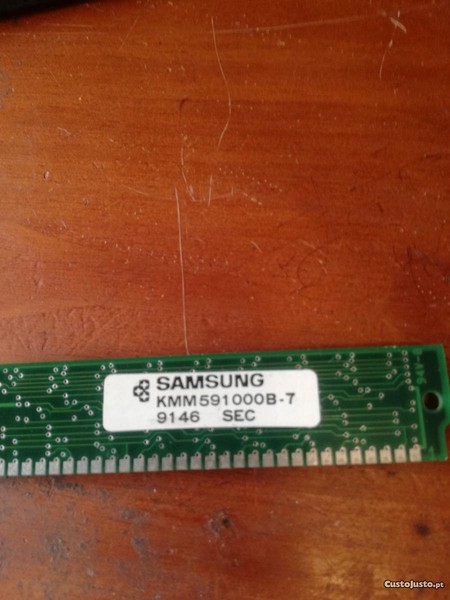 SAMSUNG
KMM591000B-7
9146 SEC
CustoJusto.pt